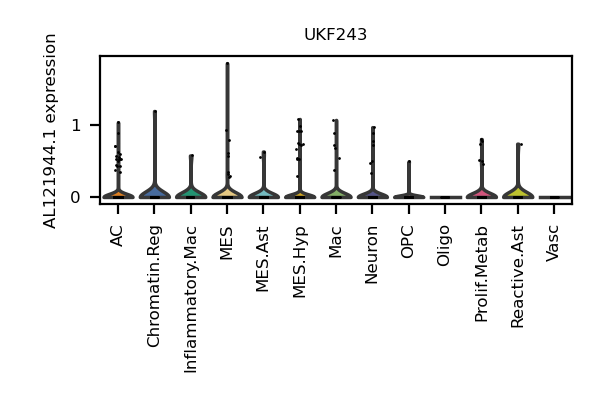 UKF243
AL121944.1 expression
1
0
AC
Chromatin.Reg
Inflammatory.Mac
MES
MES.Ast
MES.Hyp
Mac
Neuron
OPC
Oligo
Prolif.Metab
Reactive.Ast
Vasc